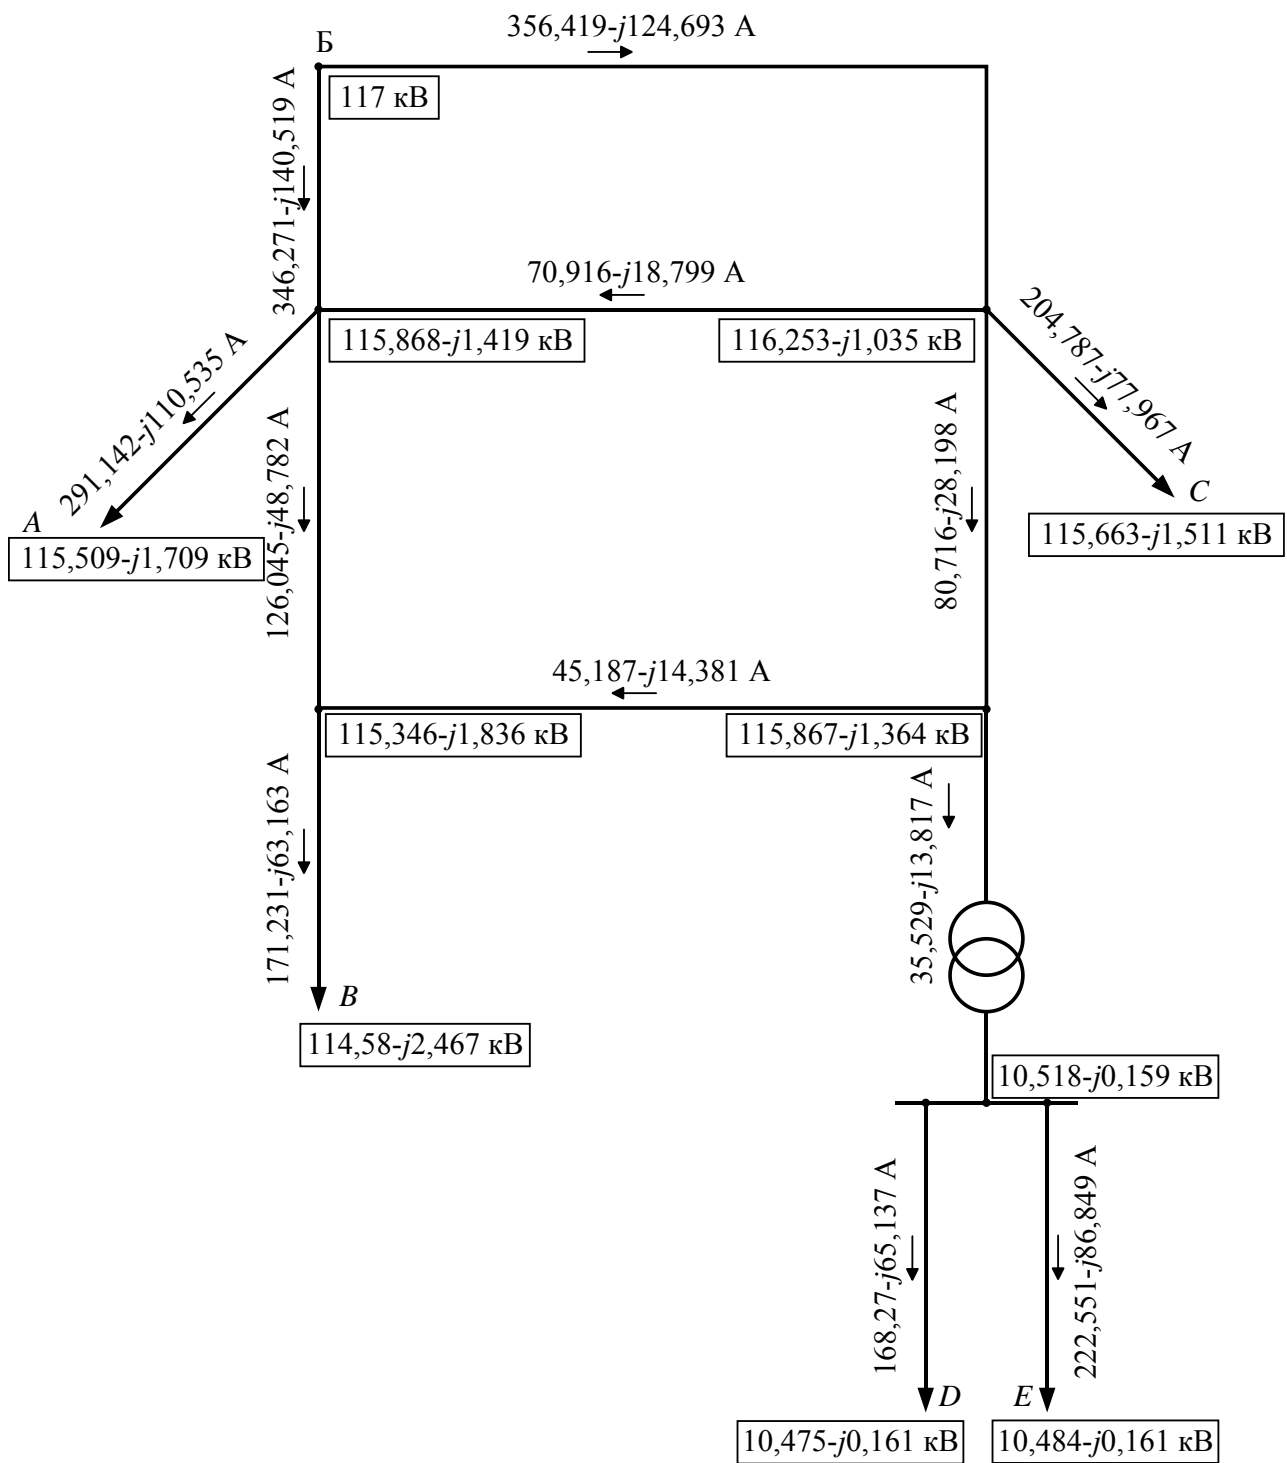 356,419-j124,693 А
Б
117 кВ
346,271-j140,519 А
70,916-j18,799 А
115,868-j1,419 кВ
116,253-j1,035 кВ
204,787-j77,967 А
291,142-j110,535 А
126,045-j48,782 А
80,716-j28,198 А
A
115,509-j1,709 кВ
C
115,663-j1,511 кВ
45,187-j14,381 А
115,346-j1,836 кВ
115,867-j1,364 кВ
171,231-j63,163 А
35,529-j13,817 А
B
114,58-j2,467 кВ
10,518-j0,159 кВ
168,27-j65,137 А
222,551-j86,849 А
D
E
10,475-j0,161 кВ
10,484-j0,161 кВ